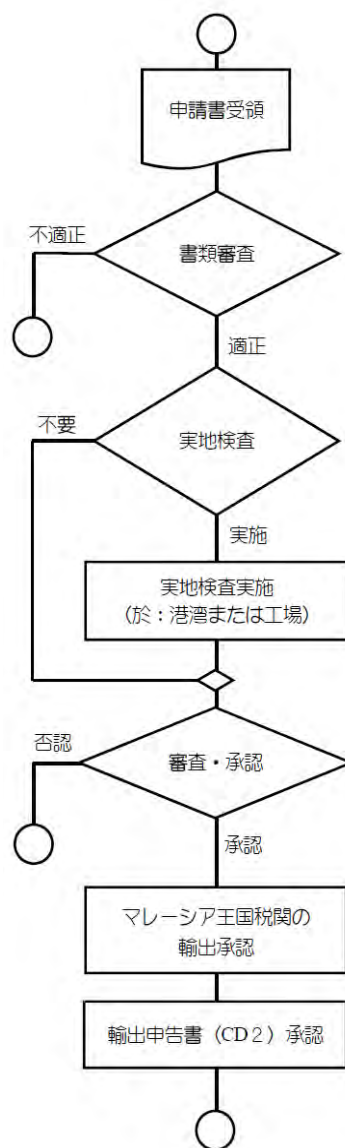 申請書受領
不適正
書類審査
適正
不要
実地検査
実施
実地検査実施
(於：港湾または工場)
否認
審査・承認
承認
マレーシア王国税関の
輸出承認
輸出申告書（CD２）承認